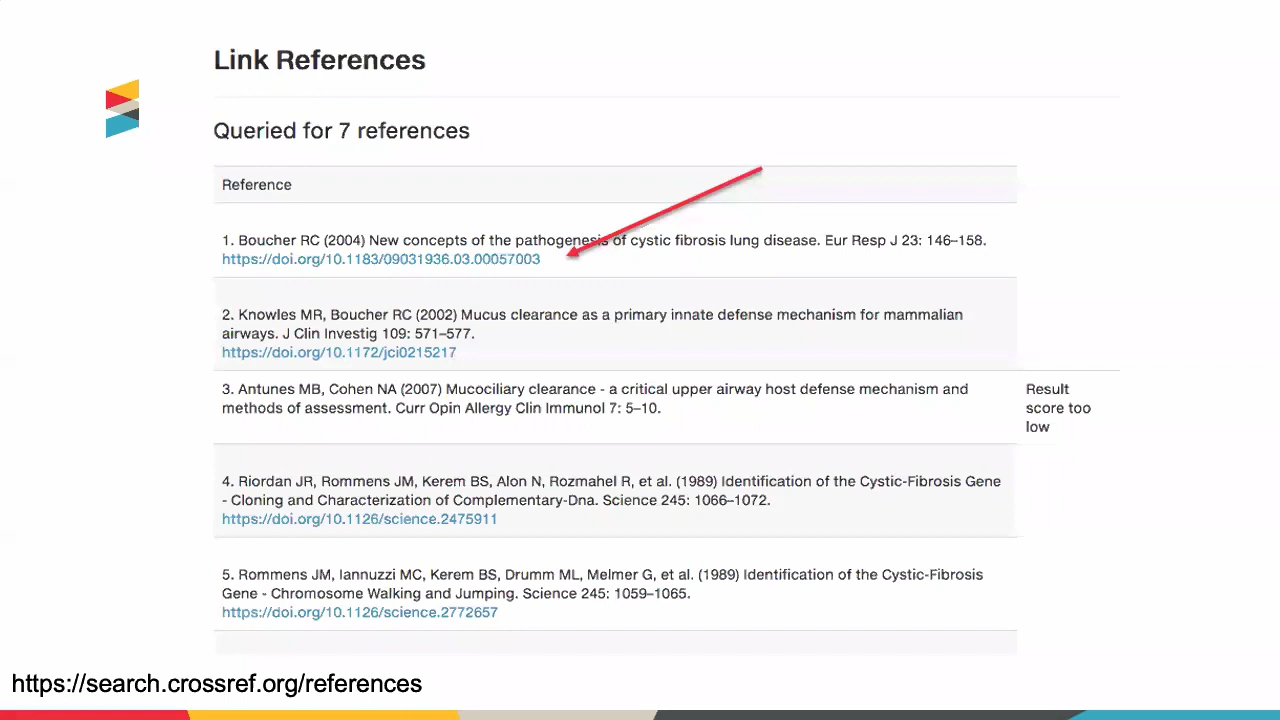 Link References
Queried for 7 references
Reference
1. Boucher RC (2004) New concepts of the pathogenesis of cystic fibrosis lung disease. Eur Resp J 23: 146–158.
https://doi.org/10.1183/09031936.03.00057003
2. Knowles MR, Boucher RC (2002) Mucus clearance as a primary innate defense mechanism for mammalian
airways. J Clin Investig 109: 571–577.
https://doi.org/10.1172/jci0215217
3. Antunes MB, Cohen NA (2007) Mucociliary clearance - a critical upper airway host defense mechanism and
methods of assessment. Curr Opin Allergy Clin Immunol 7: 5–10.
Result
score too
low
4. Riordan JR, Rommens JM, Kerem BS, Alon N, Rozmahel R, et al. (1989) Identification of the Cystic-Fibrosis Gene
- Cloning and Characterization of Complementary-Dna. Science 245: 1066–1072.
https://doi.org/10.1126/science.2475911
5. Rommens JM, Iannuzzi MC, Kerem BS, Drumm ML, Melmer G, et al. (1989) Identification of the Cystic-Fibrosis
Gene - Chromosome Walking and Jumping. Science 245: 1059–1065.
https://doi.org/10.1126/science.2772657
https://search.crossref.org/references